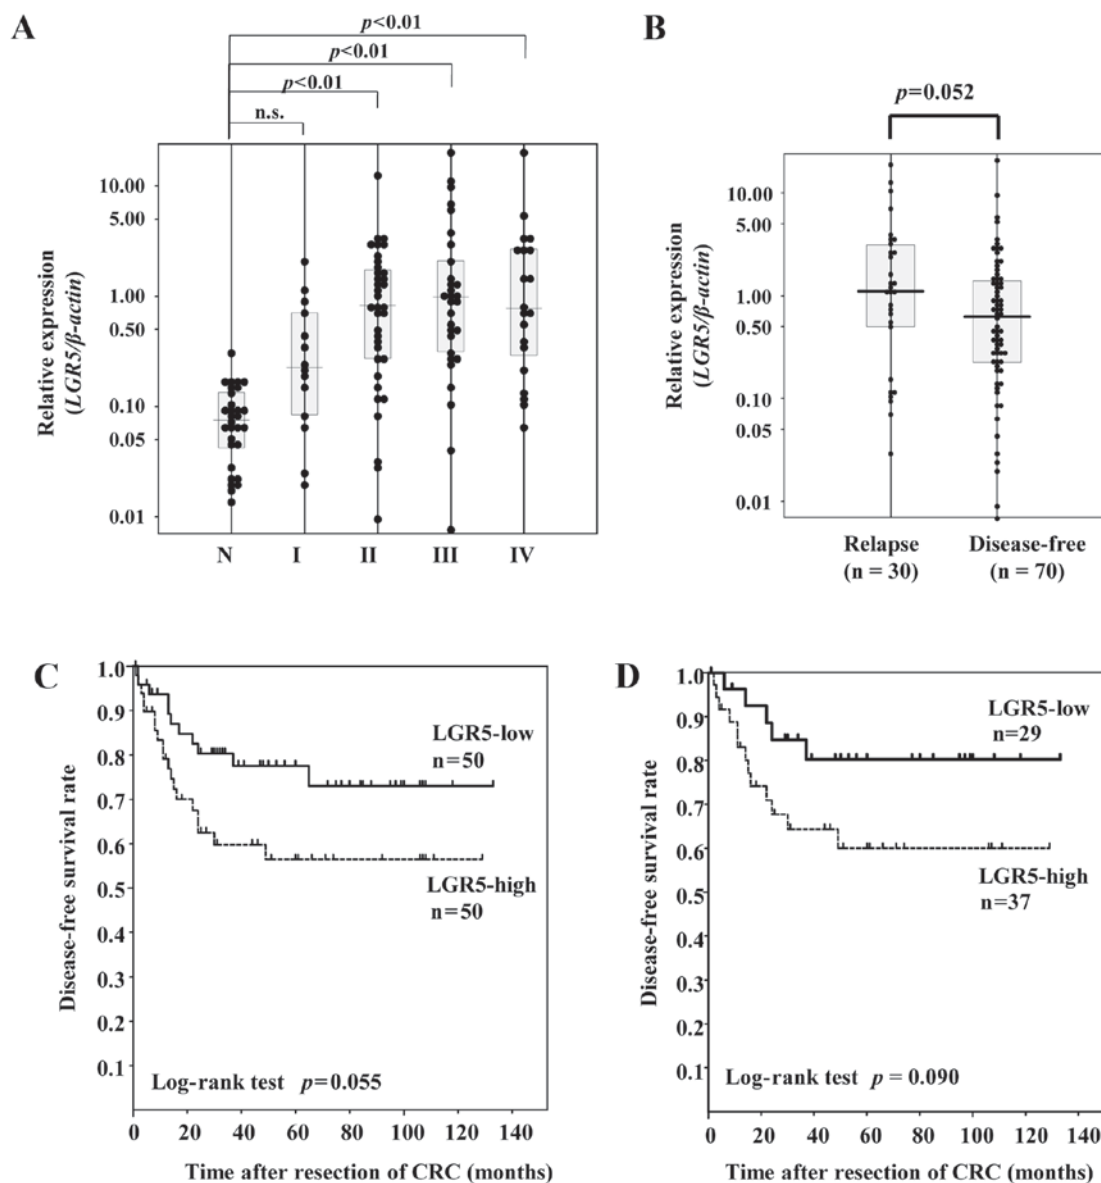 A
p<0.01
p<0.01
p<0.01
n.s.
Relative expression
(LGR5/β-actin)
10.00
5.00
1.00
0.50
0.10
0.05
0.01
N I II III IV
B
p=0.052
Relative expression
(LGR5/β-actin)
10.00
5.00
1.00
0.50
0.10
0.05
0.01
Relapse Disease-free
(n = 30) (n = 70)
C
Disease-free survival rate
1.0
0.9
0.8
0.7
0.6
0.5
0.4
0.3
0.2
0.1
LGR5-low
n=50
LGR5-high
n=50
Log-rank test p=0.055
0 20 40 60 80 100 120 140
Time after resection of CRC (months)
D
Disease-free survival rate
1.0
0.9
0.8
0.7
0.6
0.5
0.4
0.3
0.2
0.1
LGR5-low
n=29
LGR5-high
n=37
Log-rank test p = 0.090
0 20 40 60 80 100 120 140
Time after resection of CRC (months)